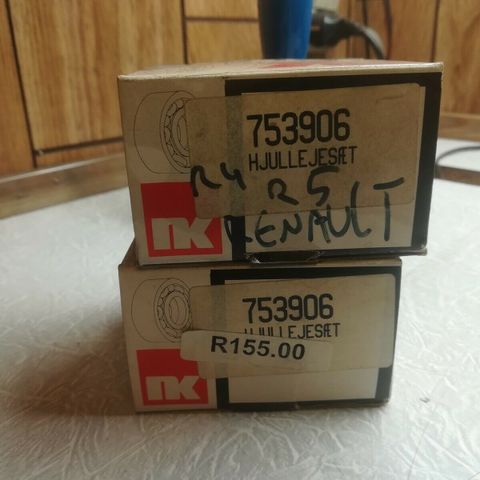 753906
HJULLEJESÆT
R4 R5
RENAULT
NK
753906
HJULLEJESÆT
R155.00
NK